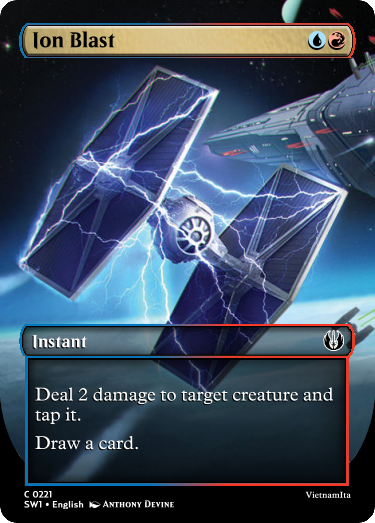 Ion Blast
Instant
Deal 2 damage to target creature and
tap it.
Draw a card.
C 0221
SW1 • English Anthony Devine
VietnamIta